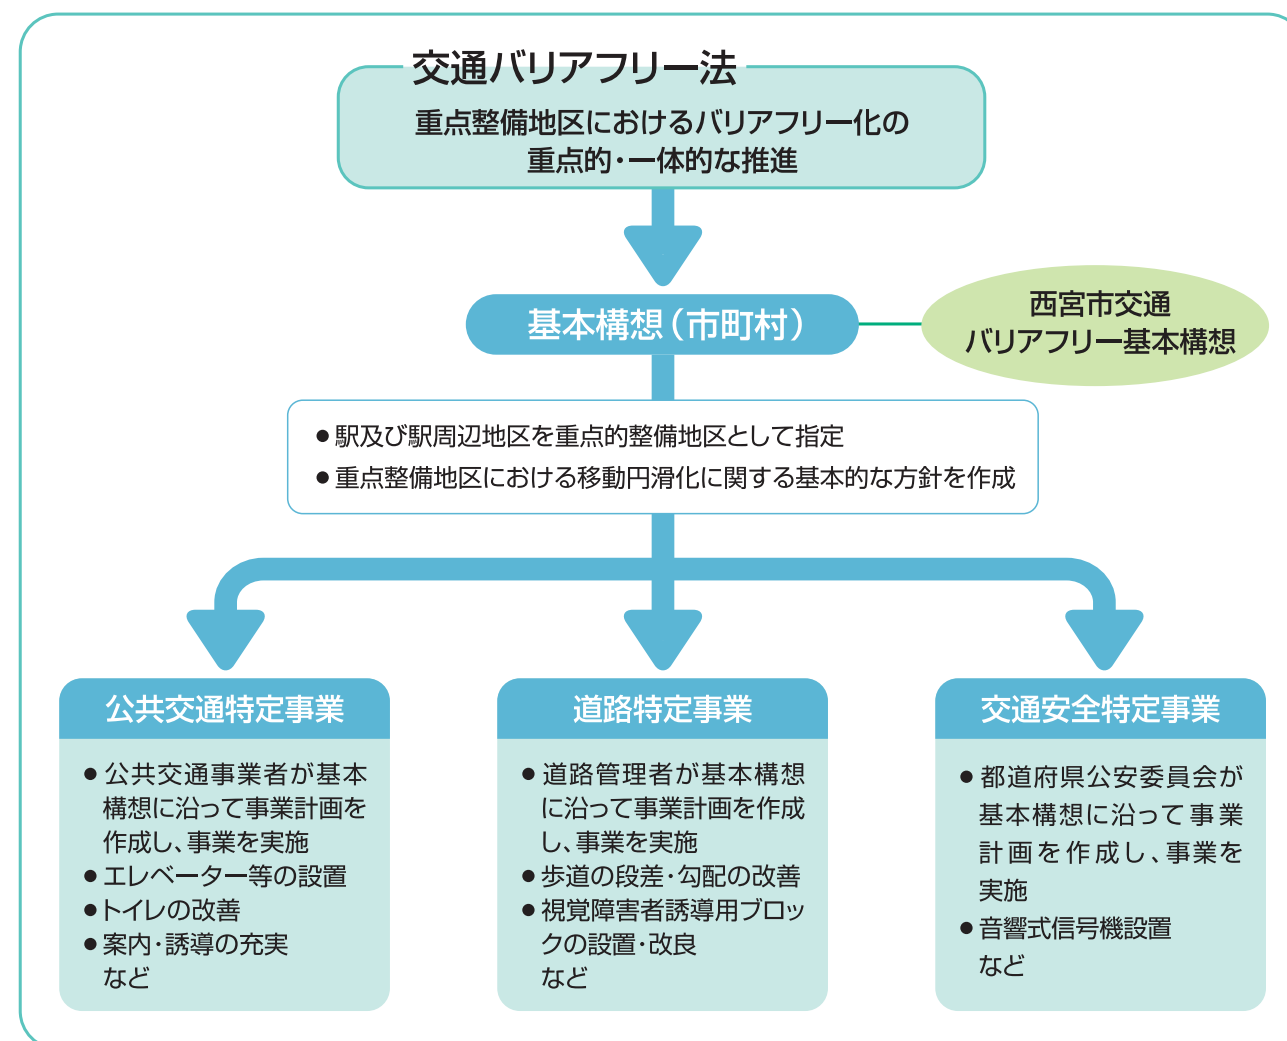 交通バリアフリー法
重点整備地区におけるバリアフリー化の
重点的・一体的な推進
基本構想（市町村）
西宮市交通
バリアフリー基本構想
●駅及び駅周辺地区を重点的整備地区として指定
●重点整備地区における移動円滑化に関する基本的な方針を作成
公共交通特定事業
●公共交通事業者が基本
構想に沿って事業計画を
作成し、事業を実施
●エレベーター等の設置
●トイレの改善
●案内・誘導の充実
など
道路特定事業
●道路管理者が基本構想
に沿って事業計画を作成
し、事業を実施
●歩道の段差・勾配の改善
●視覚障害者誘導用ブロッ
クの設置・改良
など
交通安全特定事業
●都道府県公安委員会が
基本構想に沿って事業
計画を作成し、事業を
実施
●音響式信号機設置
など